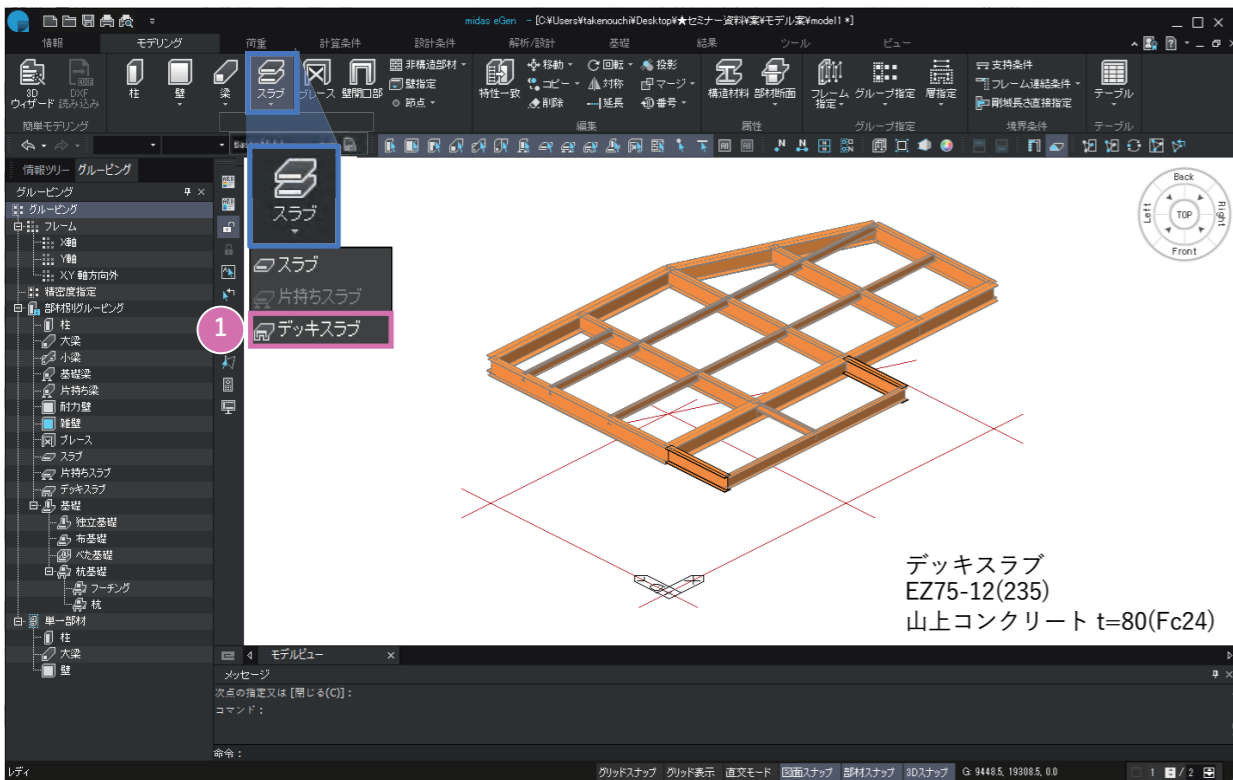 midas eGen - [C:¥Users¥takenouchi¥Desktop¥★セミナー資料¥案¥モデル案¥model1 *]
情報 モデリング 荷重 計算条件 設計条件 解析/設計 基礎 結果 ツール ビュー
3D
ウィザード
DXF
読み込み
柱
壁
梁
スラブ
ブレース
壁開口部
非構造部材
壁指定
節点
特性一致
移動 回転 投影
コピー 対称 マージ
削除 延長 番号
構造材料
部材断面
フレーム
指定
グループ指定
層指定
支持条件
フレーム連結条件
剛域長さ直接指定
テーブル
簡単モデリング 編集 属性 グループ指定 境界条件 テーブル
情報ツリー グルーピング
グルーピング
グルーピング
フレーム
X軸
Y軸
XY 軸方向外
精密度指定
部材別グルーピング
柱
大梁
小梁
基礎梁
片持ち梁
耐力壁
雑壁
ブレース
スラブ
片持ちスラブ
デッキスラブ
基礎
独立基礎
布基礎
べた基礎
杭基礎
フーチング
杭
単一部材
柱
大梁
壁
スラブ
スラブ
片持ちスラブ
1
デッキスラブ
Back
Left
TOP
Right
Front
デッキスラブ
EZ75-12(235)
山上コンクリート t=80(Fc24)
モデルビュー
メッセージ
次点の指定又は [閉じる(C)] :
コマンド :
命令 :
レディ
グリッドスナップ グリッド表示 直交モード 図面スナップ 部材スナップ 3Dスナップ G: 9448.5, 19308.5, 0.0 1 / 2